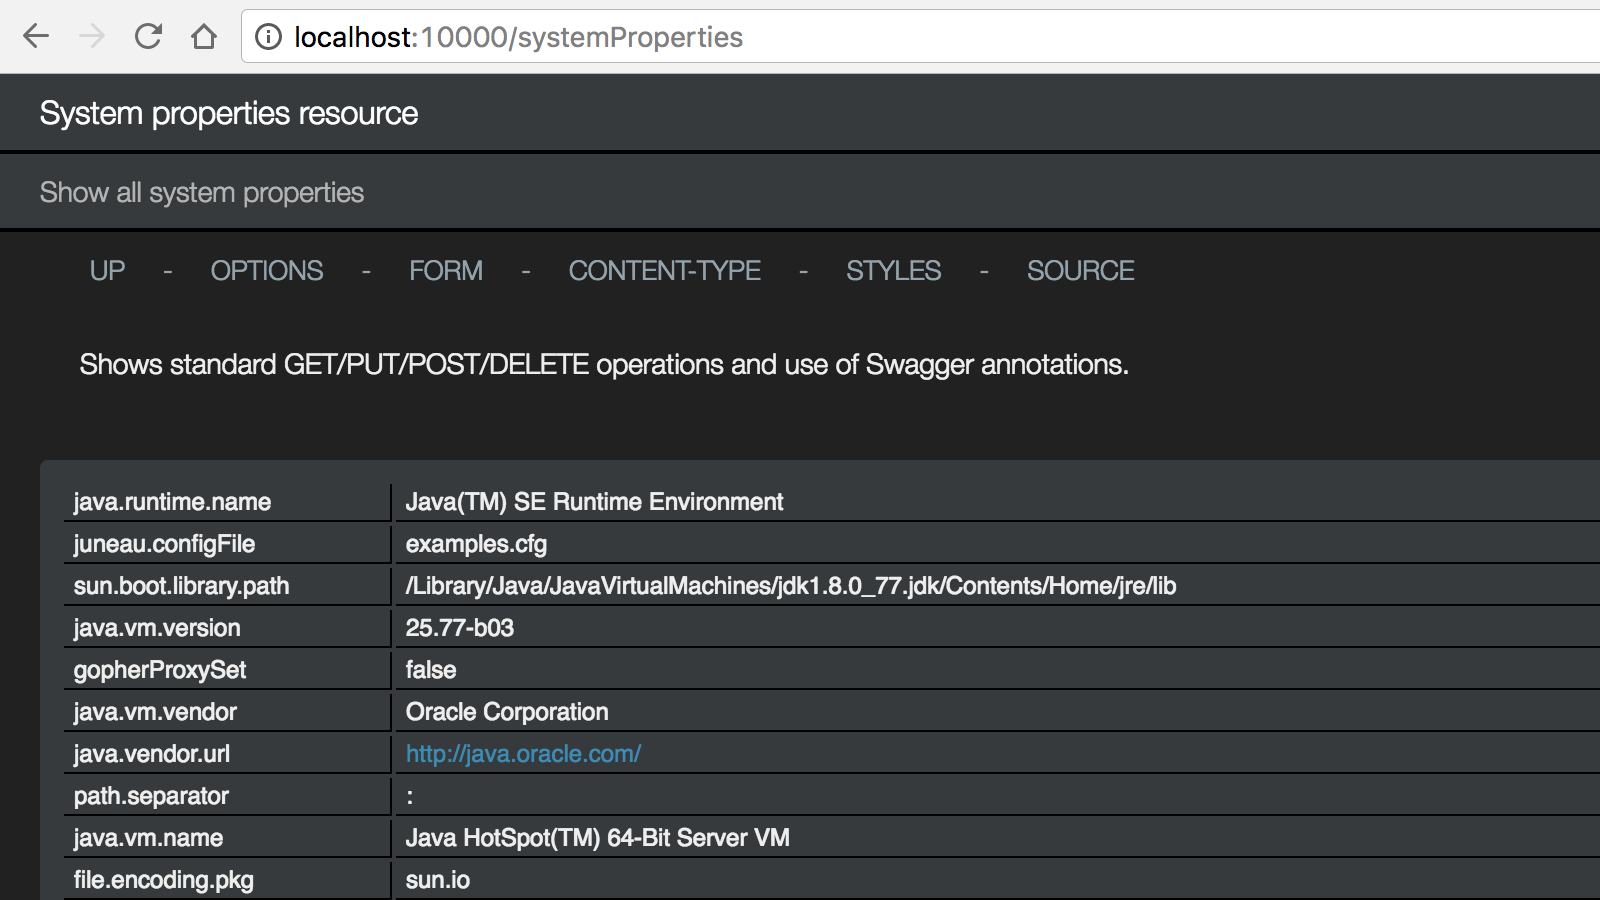 localhost:10000/systemProperties
System properties resource
Show all system properties
UP - OPTIONS - FORM - CONTENT-TYPE - STYLES - SOURCE
Shows standard GET/PUT/POST/DELETE operations and use of Swagger annotations.
java.runtime.name Java(TM) SE Runtime Environment
juneau.configFile examples.cfg
sun.boot.library.path /Library/Java/JavaVirtualMachines/jdk1.8.0_77.jdk/Contents/Home/jre/lib
java.vm.version 25.77-b03
gopherProxySet false
java.vm.vendor Oracle Corporation
java.vendor.url http://java.oracle.com/
path.separator :
java.vm.name Java HotSpot(TM) 64-Bit Server VM
file.encoding.pkg sun.io